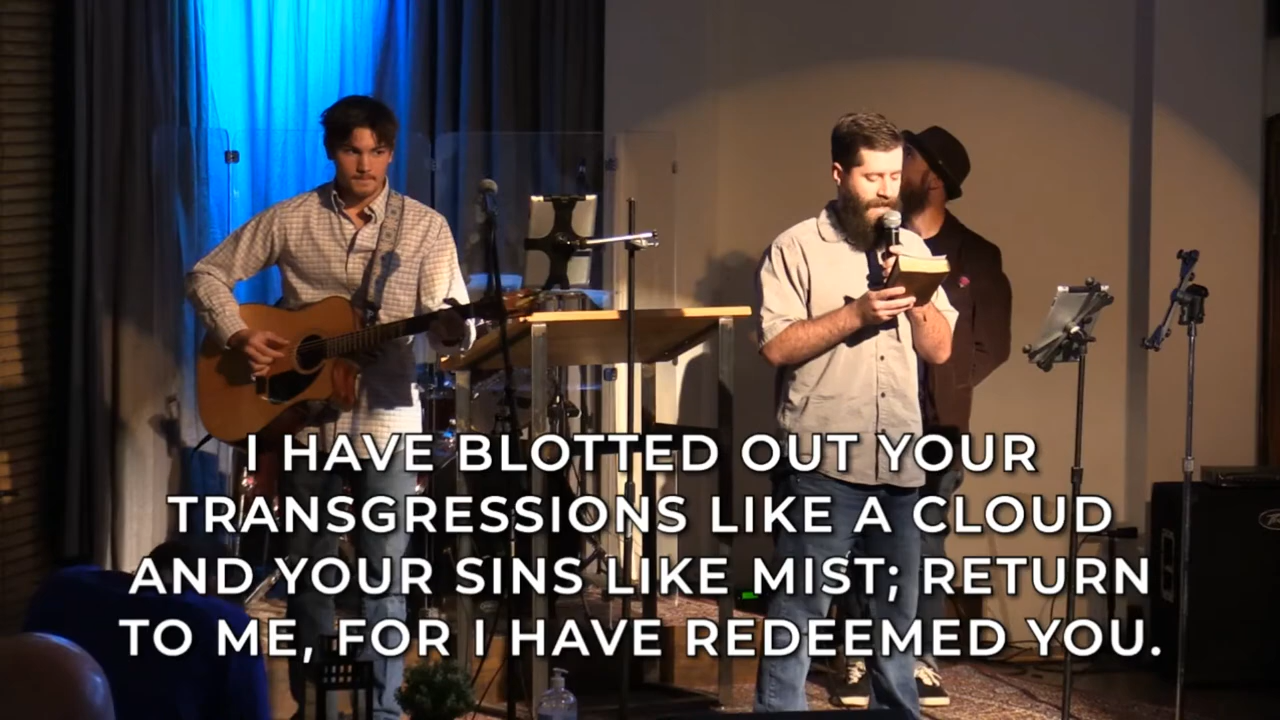 I HAVE BLOTTED OUT YOUR
TRANSGRESSIONS LIKE A CLOUD
AND YOUR SINS LIKE MIST; RETURN
TO ME, FOR I HAVE REDEEMED YOU.